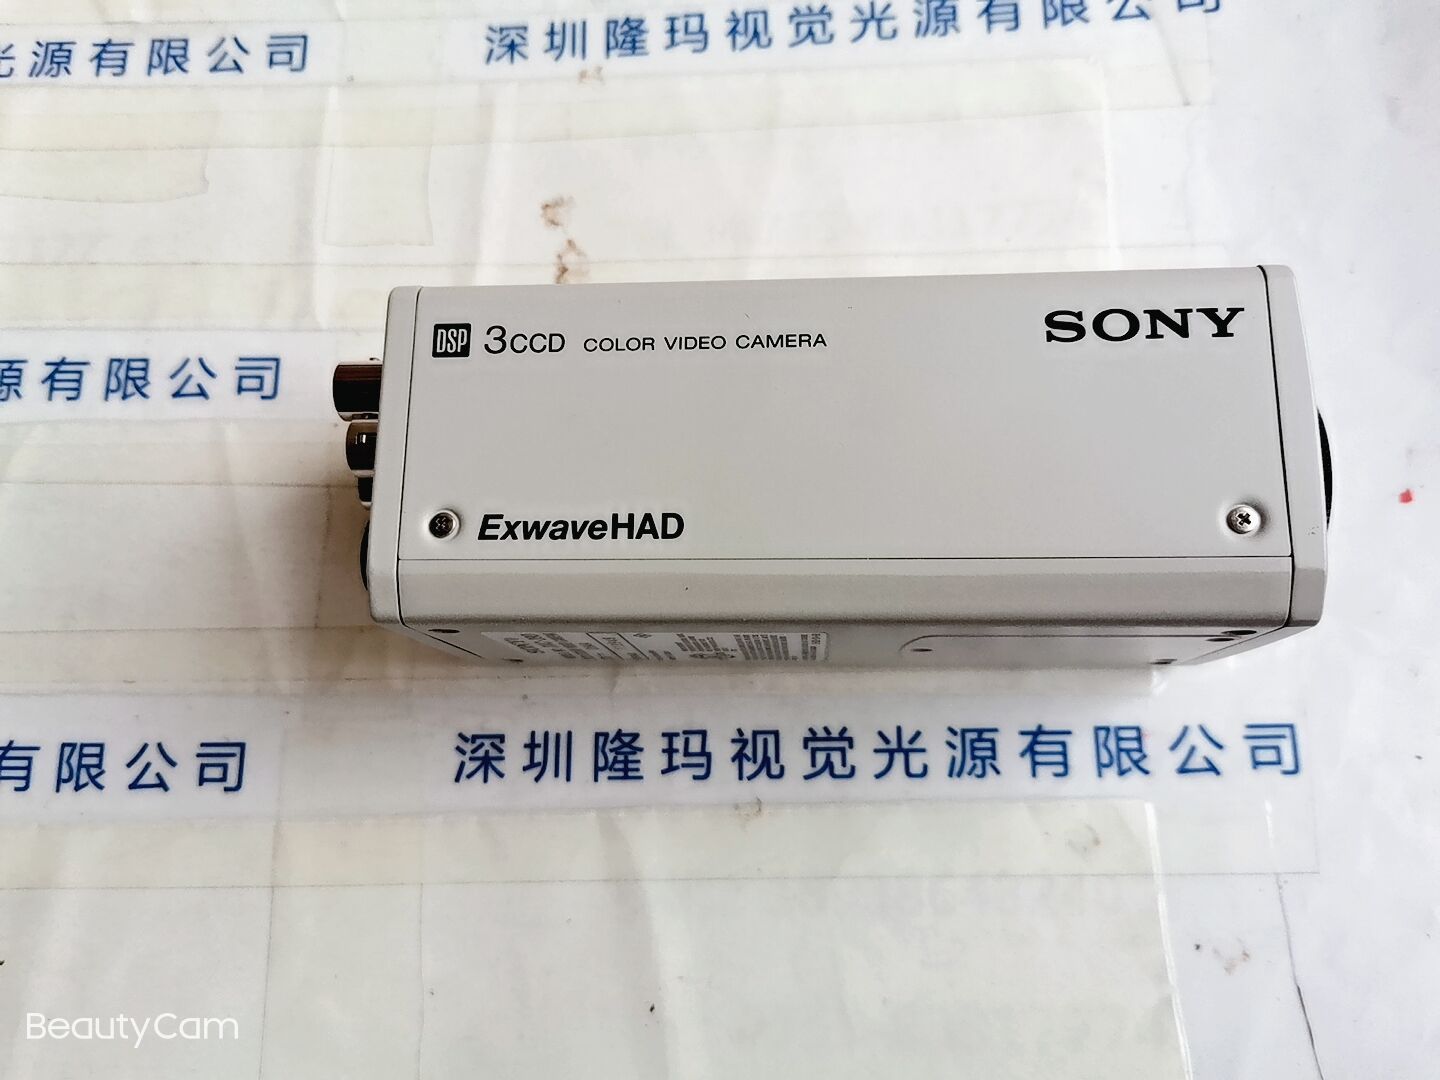 光源有限公司
深圳隆玛视觉光源有限公司
DSP 3CCD COLOR VIDEO CAMERA
SONY
源有限公司
ExwaveHAD
有限公司
深圳隆玛视觉光源有限公司
BeautyCam